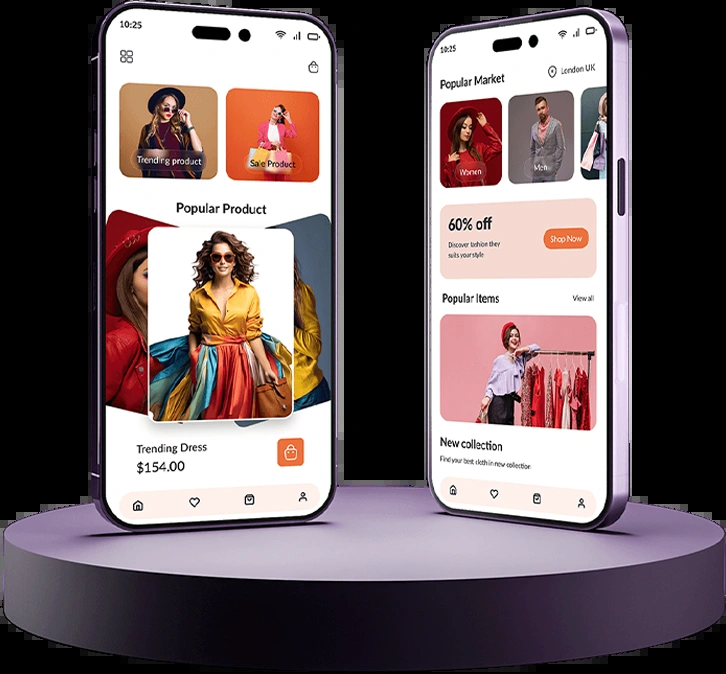 10:25
Trending product
Sale Product
Popular Product
Trending Dress
$154.00
10:25
Popular Market
London UK
Women
Men
60% off
Discover fashion they
suits your style
Shop Now
Popular Items
View all
New collection
Find your best cloth in new collection